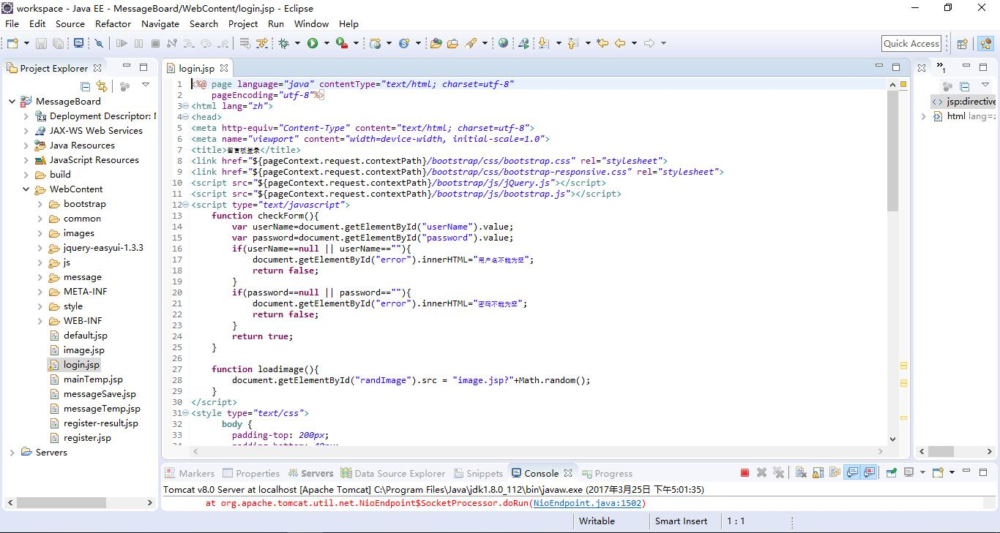 workspace - Java EE - MessageBoard/WebContent/login.jsp - Eclipse
File Edit Source Refactor Navigate Search Project Run Window Help
Quick Access
Project Explorer
MessageBoard
Deployment Descriptor: M
JAX-WS Web Services
Java Resources
JavaScript Resources
build
WebContent
bootstrap
common
images
jquery-easyui-1.3.3
js
message
META-INF
style
WEB-INF
default.jsp
image.jsp
login.jsp
mainTemp.jsp
messageSave.jsp
messageTemp.jsp
register-result.jsp
register.jsp
Servers
login.jsp
1 <%@ page language="java" contentType="text/html; charset=utf-8"
2 pageEncoding="utf-8"%>
3 <html lang="zh">
4 <head>
5 <meta http-equiv="Content-Type" content="text/html; charset=utf-8">
6 <meta name="viewport" content="width=device-width, initial-scale=1.0">
7 <title>留言板登录</title>
8 <link href="${pageContext.request.contextPath}/bootstrap/css/bootstrap.css" rel="stylesheet">
9 <link href="${pageContext.request.contextPath}/bootstrap/css/bootstrap-responsive.css" rel="stylesheet">
10 <script src="${pageContext.request.contextPath}/bootstrap/js/jQuery.js"></script>
11 <script src="${pageContext.request.contextPath}/bootstrap/js/bootstrap.js"></script>
12 <script type="text/javascript">
13 function checkForm(){
14 var userName=document.getElementById("userName").value;
15 var password=document.getElementById("password").value;
16 if(userName==null || userName==""){
17 document.getElementById("error").innerHTML="用户名不能为空";
18 return false;
19 }
20 if(password==null || password==""){
21 document.getElementById("error").innerHTML="密码不能为空";
22 return false;
23 }
24 return true;
25 }
26
27 function loadimage(){
28 document.getElementById("randImage").src = "image.jsp?"+Math.random();
29 }
30 </script>
31 <style type="text/css">
32 body {
33 padding-top: 200px;
34 padding-bottom: 40px;
1
jsp:directive
html lang=z
Markers Properties Servers Data Source Explorer Snippets Console Progress
Tomcat v8.0 Server at localhost [Apache Tomcat] C:\Program Files\Java\jdk1.8.0_112\bin\javaw.exe (2017年3月25日 下午5:01:35)
at org.apache.tomcat.util.net.NioEndpoint$SocketProcessor.doRun(NioEndpoint.java:1502)
Writable Smart Insert 1 : 1